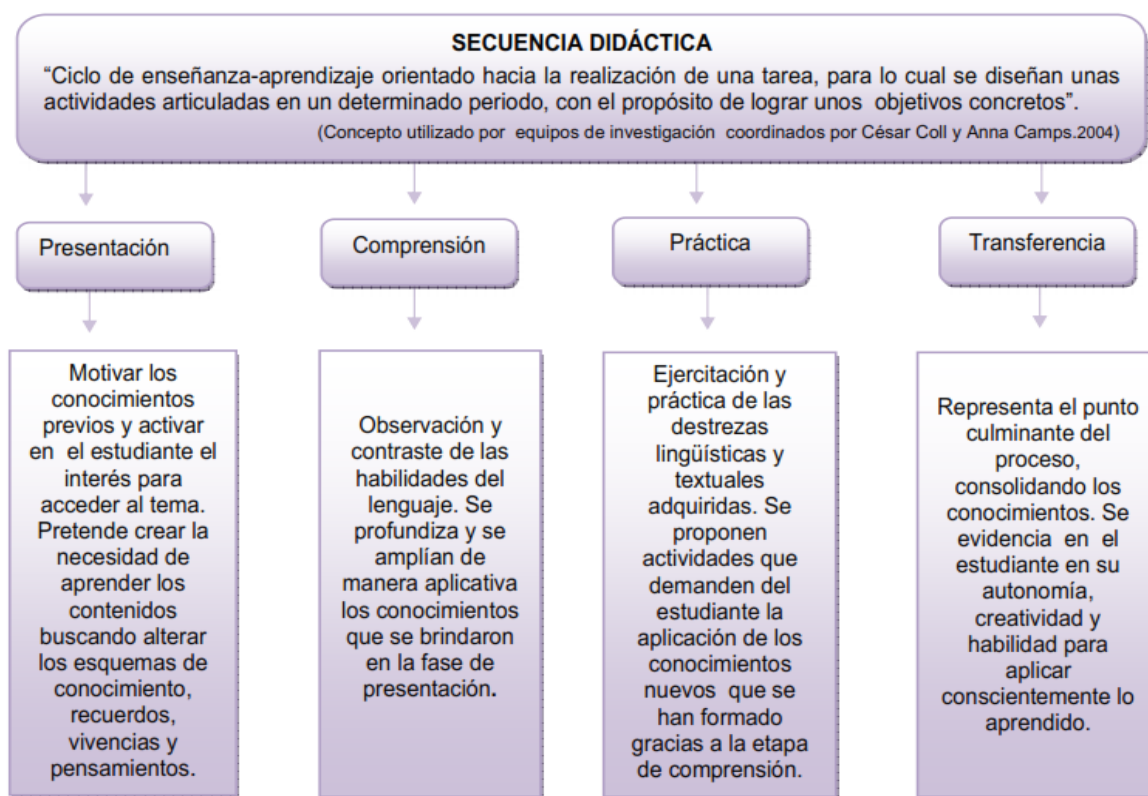 SECUENCIA DIDÁCTICA
“Ciclo de enseñanza-aprendizaje orientado hacia la realización de una tarea, para lo cual se diseñan unas
actividades articuladas en un determinado periodo, con el propósito de lograr unos objetivos concretos”.
(Concepto utilizado por equipos de investigación coordinados por César Coll y Anna Camps.2004)
Presentación
Motivar los
conocimientos
previos y activar
en el estudiante el
interés para
acceder al tema.
Pretende crear la
necesidad de
aprender los
contenidos
buscando alterar
los esquemas de
conocimiento,
recuerdos,
vivencias y
pensamientos.
Comprensión
Observación y
contraste de las
habilidades del
lenguaje. Se
profundiza y se
amplían de
manera aplicativa
los conocimientos
que se brindaron
en la fase de
presentación.
Práctica
Ejercitación y
práctica de las
destrezas
lingüísticas y
textuales
adquiridas. Se
proponen
actividades que
demanden del
estudiante la
aplicación de los
conocimientos
nuevos que se
han formado
gracias a la etapa
de comprensión.
Transferencia
Representa el punto
culminante del
proceso,
consolidando los
conocimientos. Se
evidencia en el
estudiante en su
autonomía,
creatividad y
habilidad para
aplicar
conscientemente lo
aprendido.